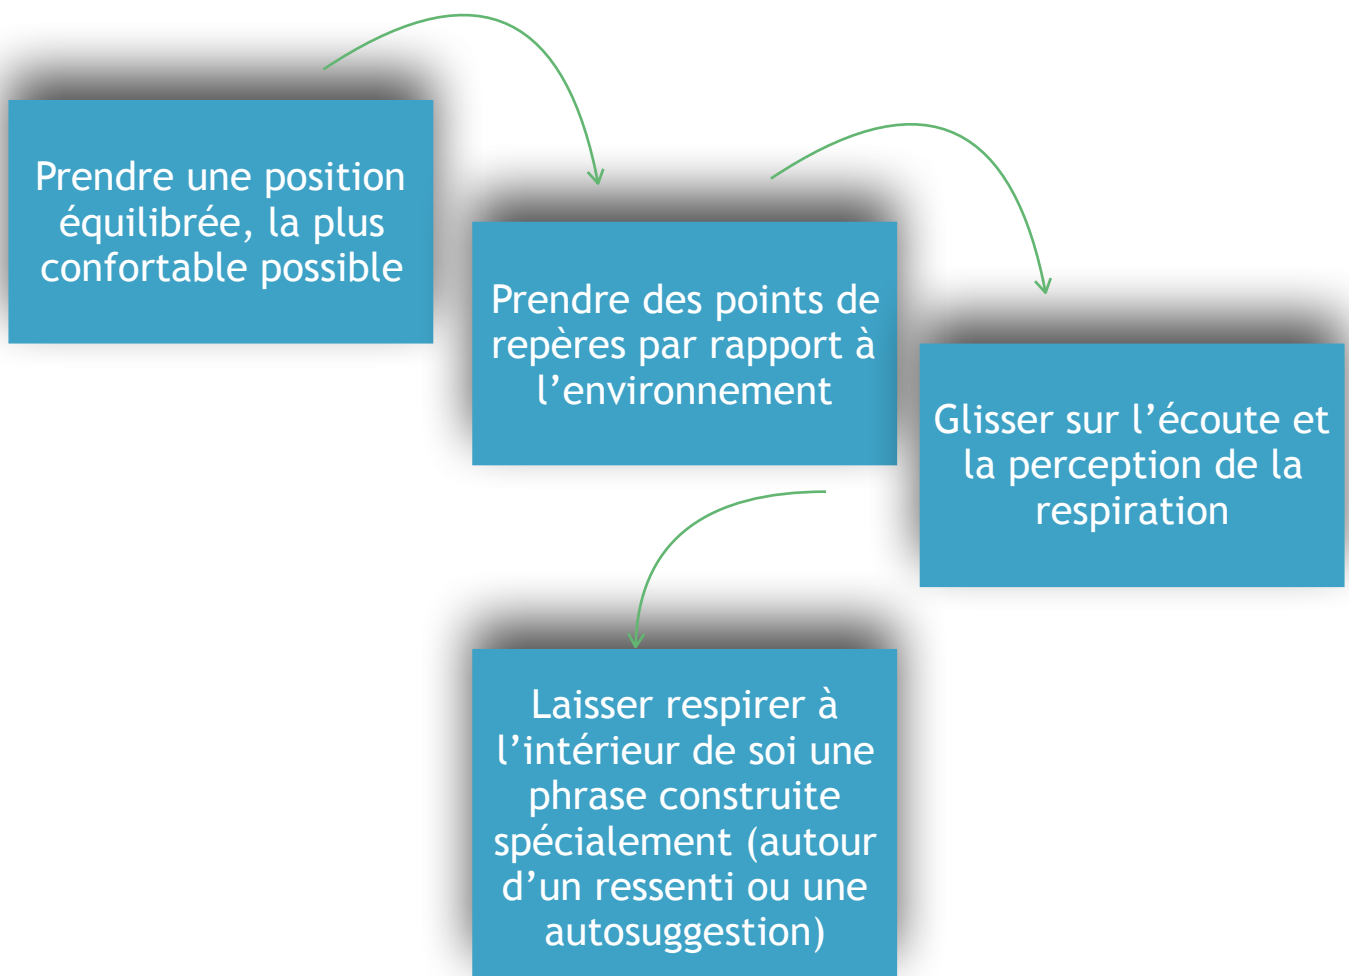 Prendre une position
équilibrée, la plus
confortable possible
Prendre des points de
repères par rapport à
l’environnement
Glisser sur l’écoute et
la perception de la
respiration
Laisser respirer à
l’intérieur de soi une
phrase construite
spécialement (autour
d’un ressenti ou une
autosuggestion)